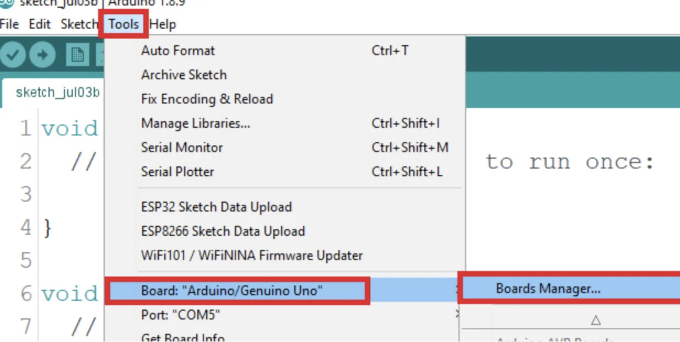 sketch_jul03b | Arduino 1.8.9
File Edit Sketch Tools Help
Auto Format Ctrl+T
sketch_jul03b Archive Sketch
Fix Encoding & Reload
1 void Manage Libraries... Ctrl+Shift+I
Serial Monitor Ctrl+Shift+M
2 // to run once:
Serial Plotter Ctrl+Shift+L
3
ESP32 Sketch Data Upload
4 } ESP8266 Sketch Data Upload
WiFi101 / WiFiNINA Firmware Updater
5
6 void Board: "Arduino/Genuino Uno" Boards Manager...
Port: "COM5"
7 //
Get Board Info
Arduino AVR Boards